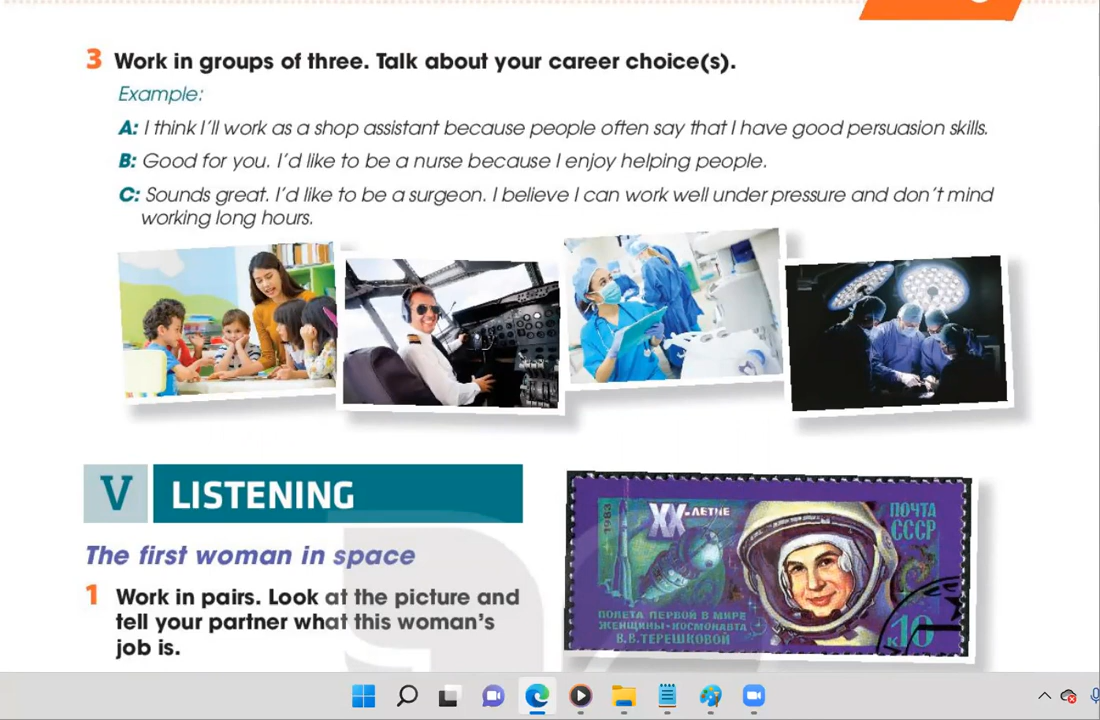 3 Work in groups of three. Talk about your career choice(s).
Example:
A: I think I'll work as a shop assistant because people often say that I have good persuasion skills.
B: Good for you. I'd like to be a nurse because I enjoy helping people.
C: Sounds great. I'd like to be a surgeon. I believe I can work well under pressure and don't mind
working long hours.
V LISTENING
The first woman in space
1 Work in pairs. Look at the picture and
tell your partner what this woman's
job is.
1983
XX-ЛЕТИЕ
ПОЧТА
СССР
ПОЛЕТА ПЕРВОЙ В МИРЕ
ЖЕНЩИНЫ-КОСМОНАВТА
В.В.ТЕРЕШКОВОЙ
К10